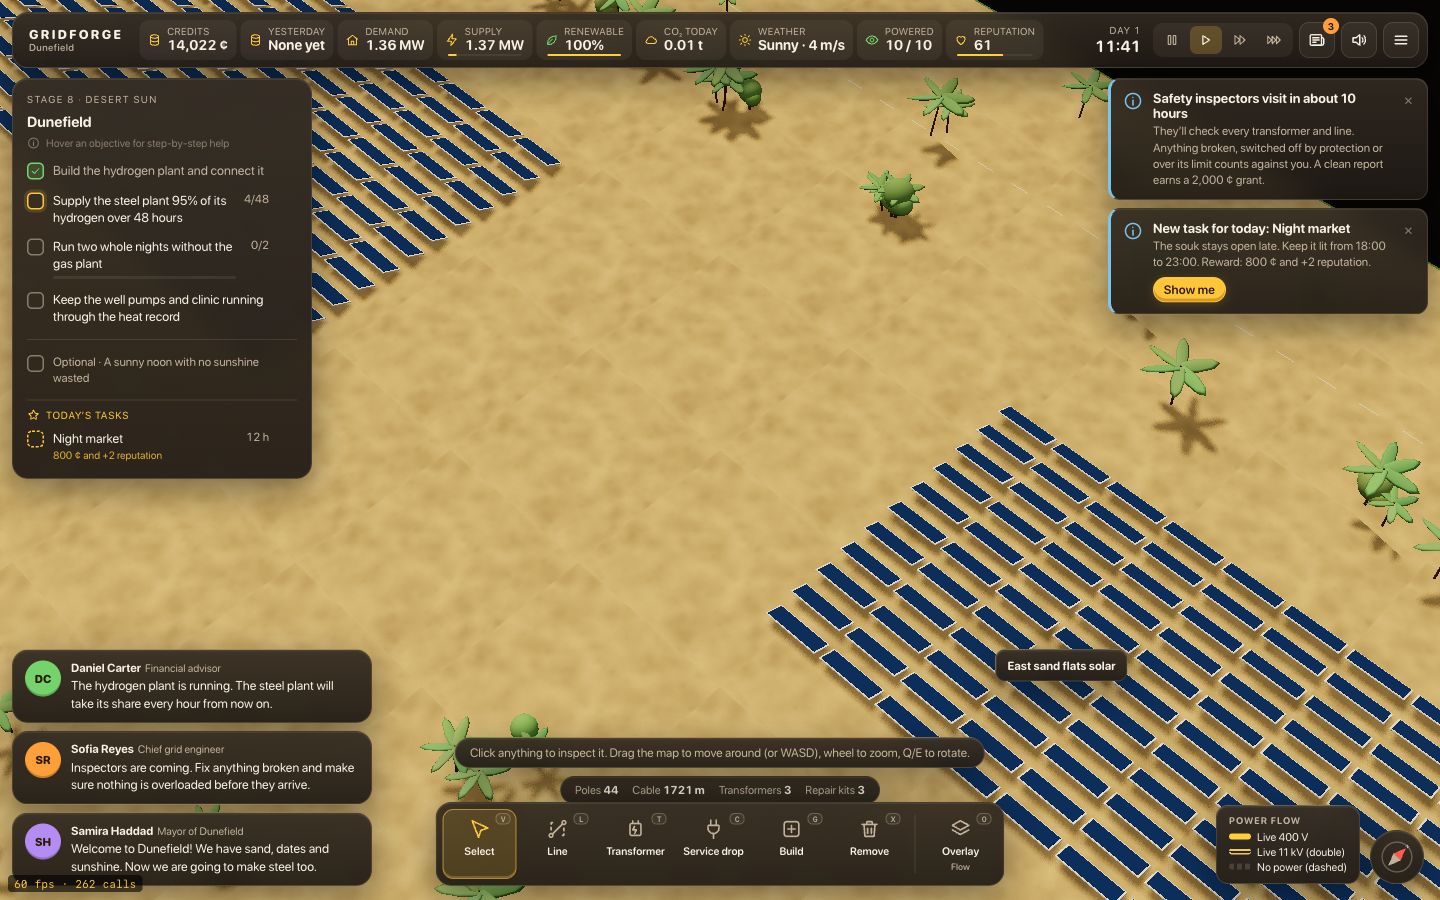 GRIDFORGE
Dunefield
CREDITS
14,022 ¢
YESTERDAY
None yet
DEMAND
1.36 MW
SUPPLY
1.37 MW
RENEWABLE
100%
CO₂ TODAY
0.01 t
WEATHER
Sunny · 4 m/s
POWERED
10 / 10
REPUTATION
61
DAY 1
11:41
3
STAGE 8 · DESERT SUN
Dunefield
Hover an objective for step-by-step help
Build the hydrogen plant and connect it
Supply the steel plant 95% of its 4/48
hydrogen over 48 hours
Run two whole nights without the 0/2
gas plant
Keep the well pumps and clinic running
through the heat record
Optional · A sunny noon with no sunshine
wasted
TODAY'S TASKS
Night market 12 h
800 ¢ and +2 reputation
Safety inspectors visit in about 10
hours
They'll check every transformer and line.
Anything broken, switched off by protection or
over its limit counts against you. A clean report
earns a 2,000 ¢ grant.
New task for today: Night market
The souk stays open late. Keep it lit from 18:00
to 23:00. Reward: 800 ¢ and +2 reputation.
Show me
East sand flats solar
DC
Daniel Carter Financial advisor
The hydrogen plant is running. The steel plant will
take its share every hour from now on.
SR
Sofia Reyes Chief grid engineer
Inspectors are coming. Fix anything broken and make
sure nothing is overloaded before they arrive.
SH
Samira Haddad Mayor of Dunefield
Welcome to Dunefield! We have sand, dates and
sunshine. Now we are going to make steel too.
60 fps · 262 calls
Click anything to inspect it. Drag the map to move around (or WASD), wheel to zoom, Q/E to rotate.
Poles 44 Cable 1721 m Transformers 3 Repair kits 3
V
Select
L
Line
T
Transformer
C
Service drop
G
Build
X
Remove
O
Overlay
Flow
POWER FLOW
Live 400 V
Live 11 kV (double)
No power (dashed)